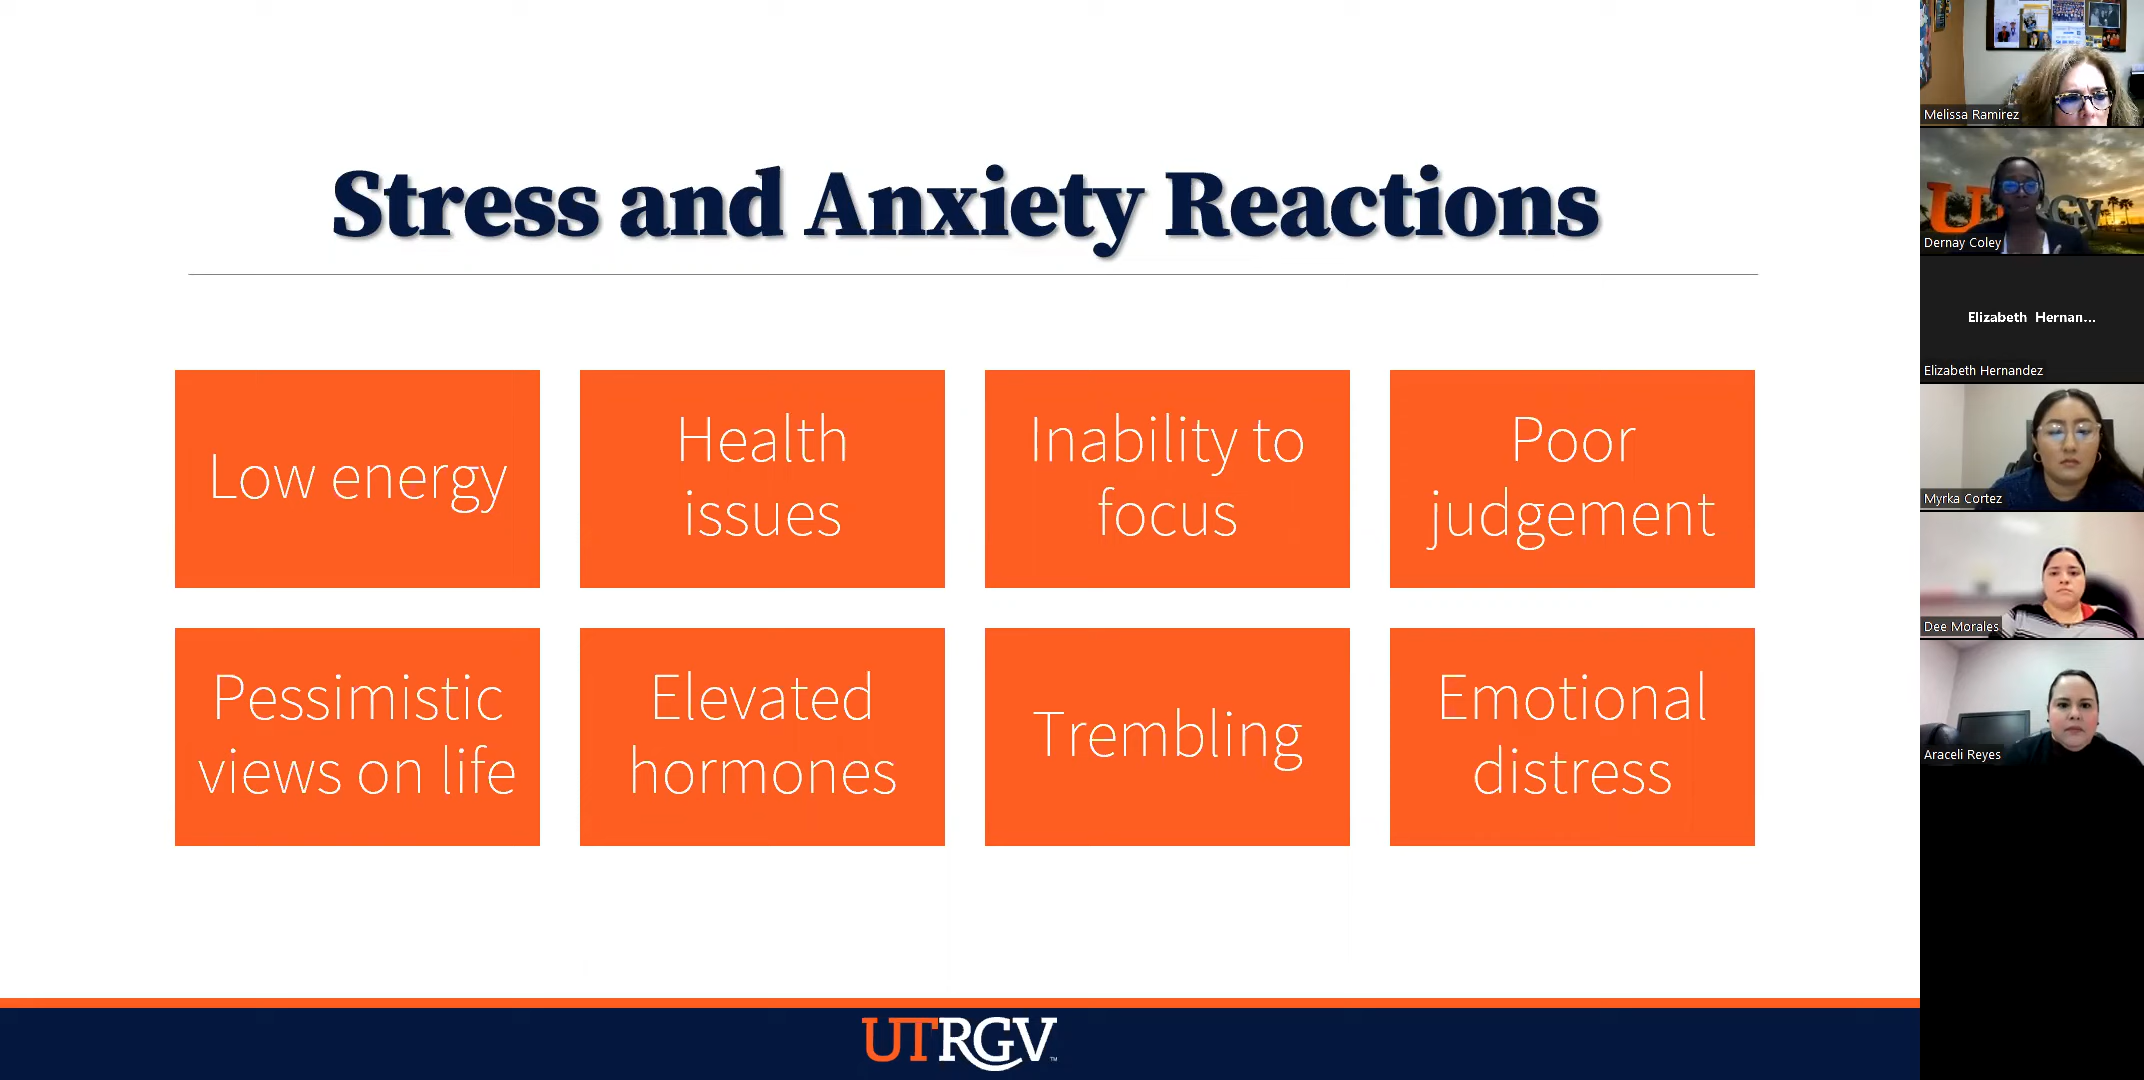 Stress and Anxiety Reactions
Low energy
Health
issues
Inability to
focus
Poor
judgement
Pessimistic
views on life
Elevated
hormones
Trembling
Emotional
distress
UTRGV™
Melissa Ramirez
Dernay Coley
Elizabeth Hernan...
Elizabeth Hernandez
Myrka Cortez
Dee Morales
Araceli Reyes